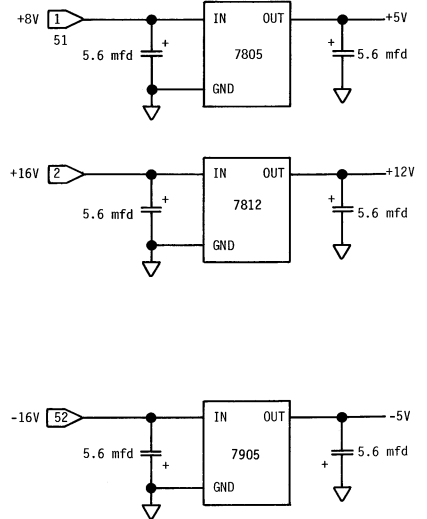 +8V 1 IN OUT +5V
51
5.6 mfd + 7805 + 5.6 mfd
GND
+16V 2 IN OUT +12V
5.6 mfd + 7812 + 5.6 mfd
GND
-16V 52 IN OUT -5V
5.6 mfd + 7905 + 5.6 mfd
GND